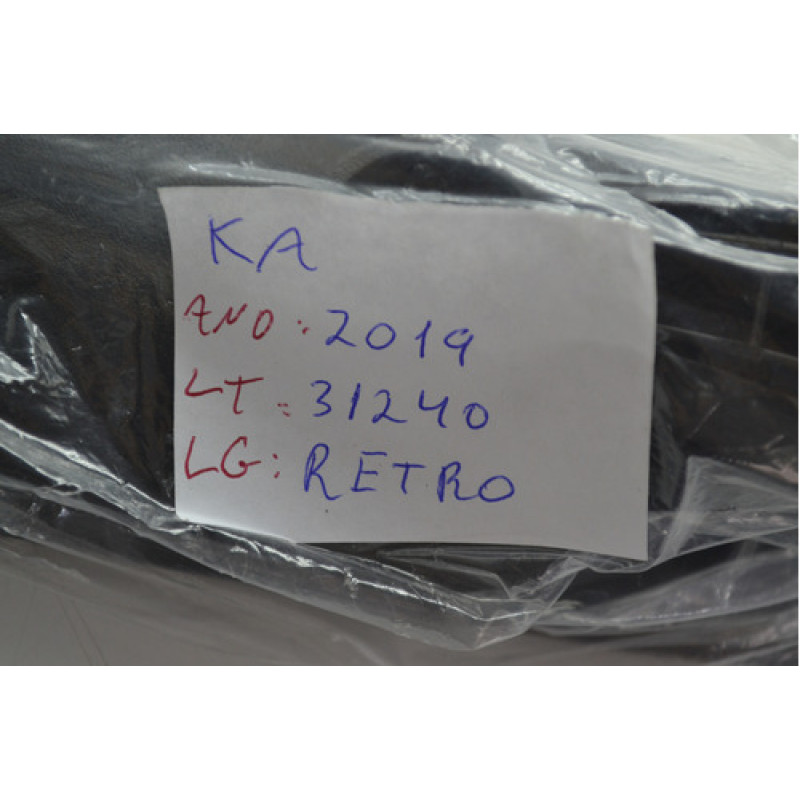 KA
ANO: 2019
LT: 31240
LG: RETRO